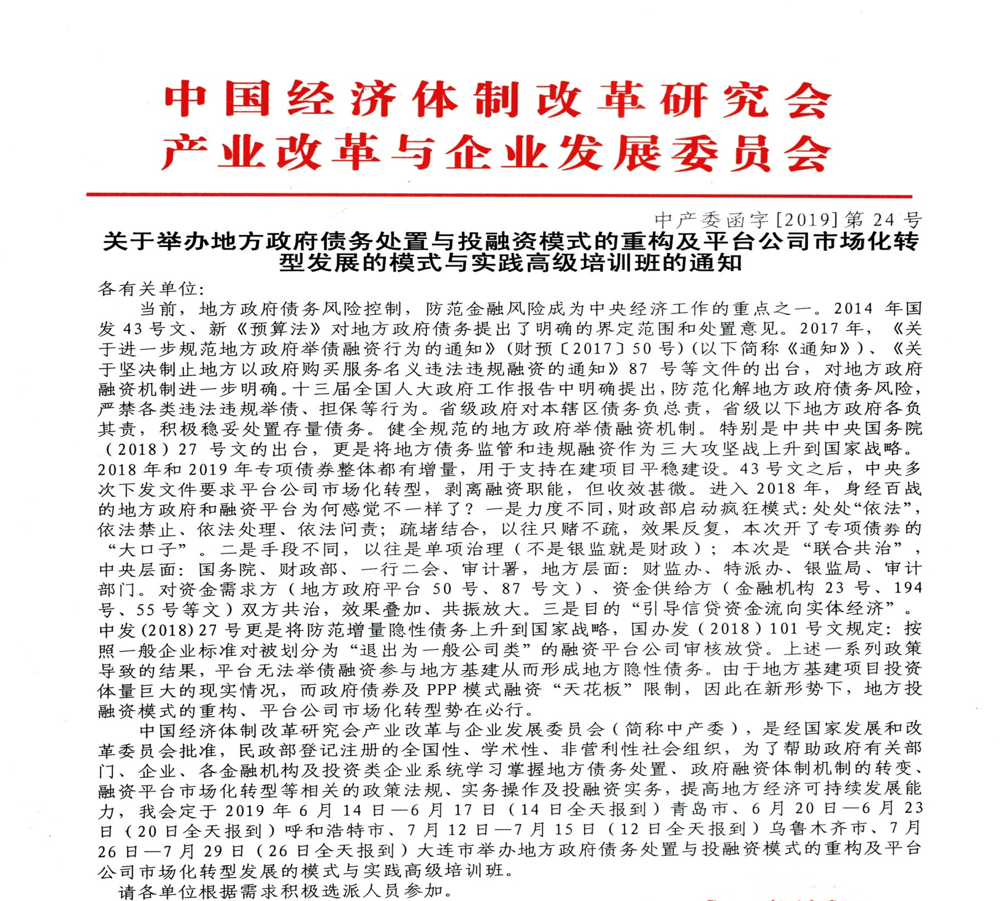 中国经济体制改革研究会
产业改革与企业发展委员会
中产委函字[2019]第 24 号
关于举办地方政府债务处置与投融资模式的重构及平台公司市场化转
型发展的模式与实践高级培训班的通知
各有关单位：
当前，地方政府债务风险控制，防范金融风险成为中央经济工作的重点之一。2014 年国
发 43 号文、新《预算法》对地方政府债务提出了明确的界定范围和处置意见。2017 年，《关
于进一步规范地方政府举债融资行为的通知》(财预〔2017〕50 号)(以下简称《通知》)、《关
于坚决制止地方以政府购买服务名义违法违规融资的通知》87 号等文件的出台，对地方政府
融资机制进一步明确。十三届全国人大政府工作报告中明确提出，防范化解地方政府债务风险，
严禁各类违法违规举债、担保等行为。省级政府对本辖区债务负总责，省级以下地方政府各负
其责，积极稳妥处置存量债务。健全规范的地方政府举债融资机制。特别是中共中央国务院
（2018）27 号文的出台，更是将地方债务监管和违规融资作为三大攻坚战上升到国家战略。
2018 年和 2019 年专项债券整体都有增量，用于支持在建项目平稳建设。43 号文之后，中央多
次下发文件要求平台公司市场化转型，剥离融资职能，但收效甚微。进入 2018 年，身经百战
的地方政府和融资平台为何感觉不一样了？一是力度不同，财政部启动疯狂模式：处处“依法”，
依法禁止、依法处理、依法问责；疏堵结合，以往只赌不疏，效果反复，本次开了专项债券的
“大口子”。二是手段不同，以往是单项治理（不是银监就是财政）；本次是“联合共治”，
中央层面：国务院、财政部、一行二会、审计署，地方层面：财监办、特派办、银监局、审计
部门。对资金需求方（地方政府平台 50 号、87 号文）、资金供给方（金融机构 23 号、194
号、55 号等文）双方共治，效果叠加、共振放大。三是目的“引导信贷资金流向实体经济”。
中发(2018)27 号更是将防范增量隐性债务上升到国家战略，国办发（2018）101 号文规定：按
照一般企业标准对被划分为“退出为一般公司类”的融资平台公司审核放贷。上述一系列政策
导致的结果，平台无法举债融资参与地方基建从而形成地方隐性债务。由于地方基建项目投资
体量巨大的现实情况，而政府债券及 PPP 模式融资“天花板”限制，因此在新形势下，地方投
融资模式的重构、平台公司市场化转型势在必行。
中国经济体制改革研究会产业改革与企业发展委员会（简称中产委），是经国家发展和改
革委员会批准，民政部登记注册的全国性、学术性、非营利性社会组织，为了帮助政府有关部
门、企业、各金融机构及投资类企业系统学习掌握地方债务处置、政府融资体制机制的转变、
融资平台市场化转型等相关的政策法规、实务操作及投融资实务，提高地方经济可持续发展能
力，我会定于 2019 年 6 月 14 日—6 月 17 日（14 日全天报到）青岛市、6 月 20 日—6 月 23
日（20 日全天报到）呼和浩特市、7 月 12 日—7 月 15 日（12 日全天报到）乌鲁木齐市、7 月
26 日—7 月 29 日（26 日全天报到）大连市举办地方政府债务处置与投融资模式的重构及平台
公司市场化转型发展的模式与实践高级培训班。
请各单位根据需求积极选派人员参加。